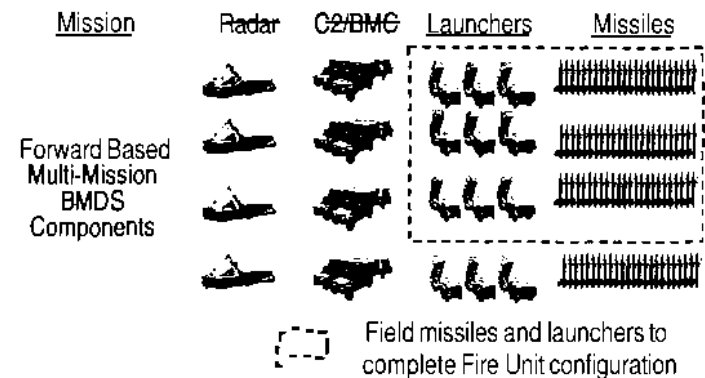 Mission Radar C2/BMC Launchers Missiles
Forward Based
Multi-Mission
BMDS
Components
Field missiles and launchers to
complete Fire Unit configuration